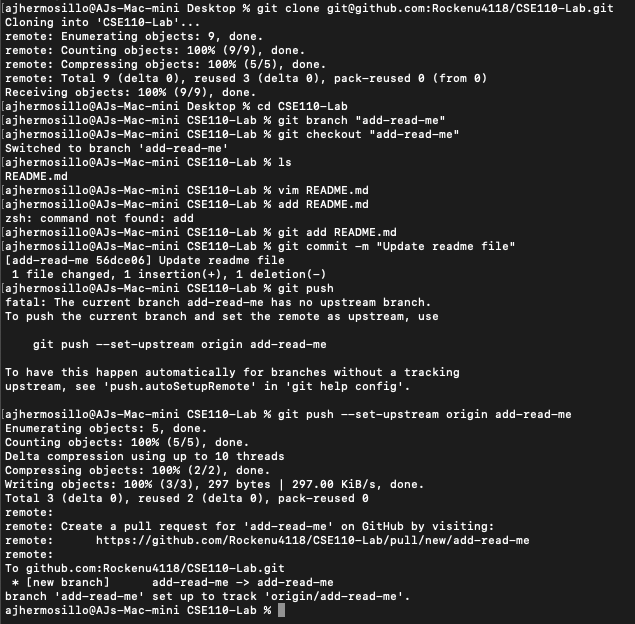 [ajhermosillo@AJs-Mac-mini Desktop % git clone git@github.com:Rockenu4118/CSE110-Lab.git
Cloning into 'CSE110-Lab'...
remote: Enumerating objects: 9, done.
remote: Counting objects: 100% (9/9), done.
remote: Compressing objects: 100% (5/5), done.
remote: Total 9 (delta 0), reused 3 (delta 0), pack-reused 0 (from 0)
Receiving objects: 100% (9/9), done.
[ajhermosillo@AJs-Mac-mini Desktop % cd CSE110-Lab
[ajhermosillo@AJs-Mac-mini CSE110-Lab % git branch "add-read-me"
[ajhermosillo@AJs-Mac-mini CSE110-Lab % git checkout "add-read-me"
Switched to branch 'add-read-me'
[ajhermosillo@AJs-Mac-mini CSE110-Lab % ls
README.md
[ajhermosillo@AJs-Mac-mini CSE110-Lab % vim README.md
[ajhermosillo@AJs-Mac-mini CSE110-Lab % add README.md
zsh: command not found: add
[ajhermosillo@AJs-Mac-mini CSE110-Lab % git add README.md
[ajhermosillo@AJs-Mac-mini CSE110-Lab % git commit -m "Update readme file"
[add-read-me 56dce06] Update readme file
1 file changed, 1 insertion(+), 1 deletion(-)
[ajhermosillo@AJs-Mac-mini CSE110-Lab % git push
fatal: The current branch add-read-me has no upstream branch.
To push the current branch and set the remote as upstream, use
git push --set-upstream origin add-read-me
To have this happen automatically for branches without a tracking
upstream, see 'push.autoSetupRemote' in 'git help config'.
[ajhermosillo@AJs-Mac-mini CSE110-Lab % git push --set-upstream origin add-read-me
Enumerating objects: 5, done.
Counting objects: 100% (5/5), done.
Delta compression using up to 10 threads
Compressing objects: 100% (2/2), done.
Writing objects: 100% (3/3), 297 bytes | 297.00 KiB/s, done.
Total 3 (delta 0), reused 2 (delta 0), pack-reused 0
remote:
remote: Create a pull request for 'add-read-me' on GitHub by visiting:
remote:      https://github.com/Rockenu4118/CSE110-Lab/pull/new/add-read-me
remote:
To github.com:Rockenu4118/CSE110-Lab.git
* [new branch]      add-read-me -> add-read-me
branch 'add-read-me' set up to track 'origin/add-read-me'.
ajhermosillo@AJs-Mac-mini CSE110-Lab %